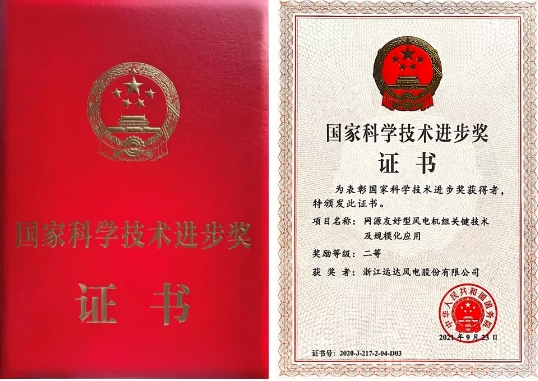 国家科学技术进步奖
证书
国家科学技术进步奖
证书
为表彰国家科学技术进步奖获得者，
特颁发此证书。
项目名称： 网源友好型风电机组关键技术
及规模化应用
奖励等级： 二等
获奖者： 浙江运达风电股份有限公司
中华人民共和国国务院
2021年9月23日
证书号： 2020-J-217-2-04-D03